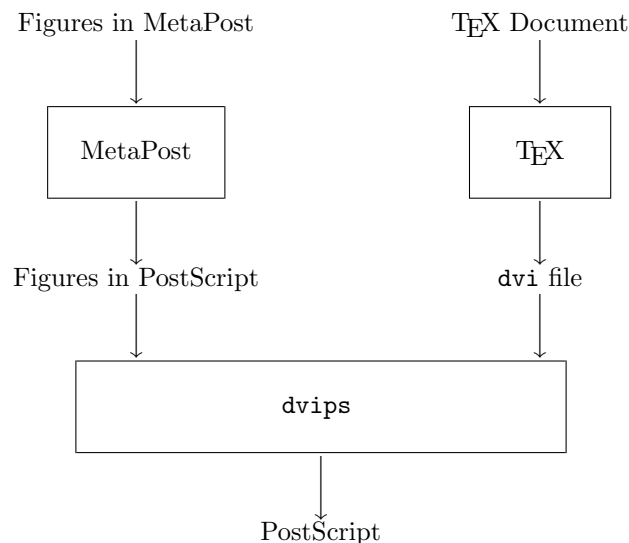 Figures in MetaPost TEX Document
MetaPost TEX
Figures in PostScript dvi file
dvips
PostScript